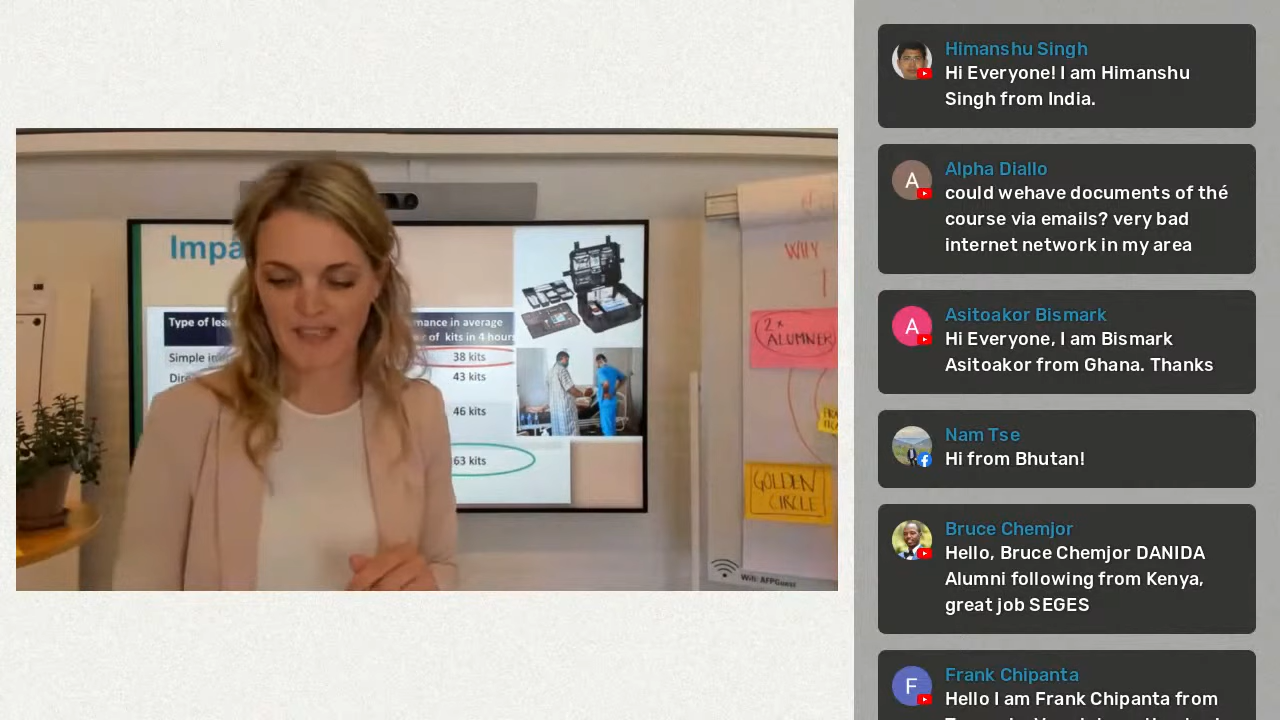 Impa
Type of lea
mance in average
of kits in 4 hours
Simple in
38 kits
Dire
43 kits
46 kits
63 kits
WHY
2x
ALUMNER
GOLDEN
CIRCLE
Wifi: AFPGuest
Himanshu Singh
Hi Everyone! I am Himanshu
Singh from India.
A
Alpha Diallo
could wehave documents of thé
course via emails? very bad
internet network in my area
A
Asitoakor Bismark
Hi Everyone, I am Bismark
Asitoakor from Ghana. Thanks
Nam Tse
Hi from Bhutan!
Bruce Chemjor
Hello, Bruce Chemjor DANIDA
Alumni following from Kenya,
great job SEGES
F
Frank Chipanta
Hello I am Frank Chipanta from